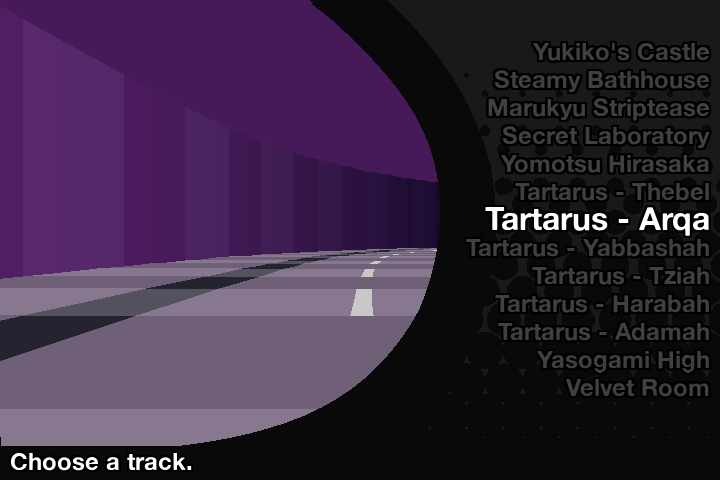 Yukiko's Castle
Steamy Bathhouse
Marukyu Striptease
Secret Laboratory
Yomotsu Hirasaka
Tartarus - Thebel
Tartarus - Arqa
Tartarus - Yabbashah
Tartarus - Tziah
Tartarus - Harabah
Tartarus - Adamah
Yasogami High
Velvet Room
Choose a track.